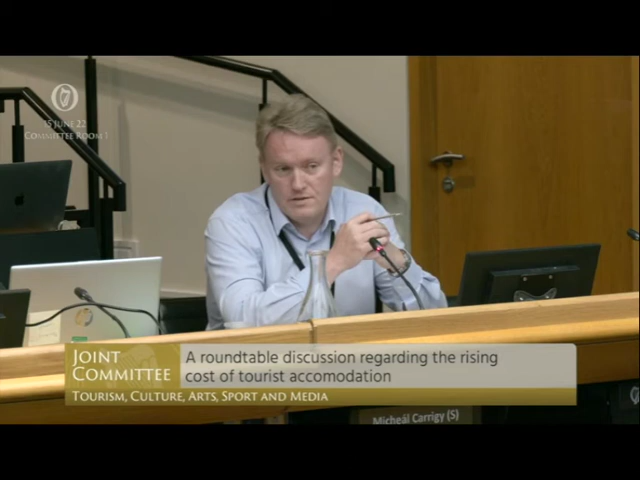 15 June 22
Committee Room 1
Joint
Committee
A roundtable discussion regarding the rising
cost of tourist accomodation
Tourism, Culture, Arts, Sport and Media
Micheál Carrigy (S)